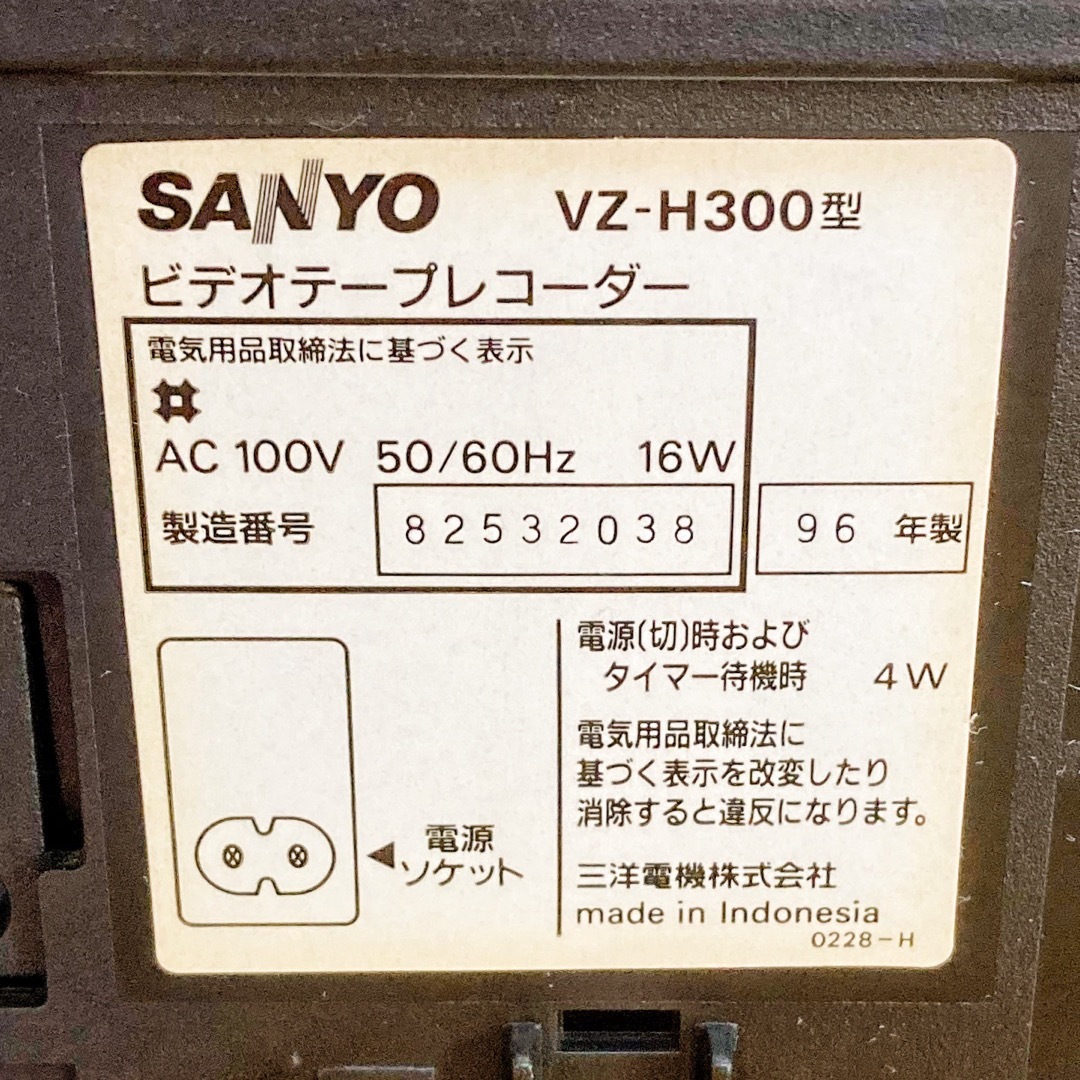 SANYO VZ-H300型
ビデオテープレコーダー
電気用品取締法に基づく表示
AC 100V 50/60Hz 16W
製造番号 82532038 96 年製
電源(切)時および
タイマー待機時 4W
電気用品取締法に
基づく表示を改変したり
消除すると違反になります。
電源
ソケット
三洋電機株式会社
made in Indonesia
0228-H